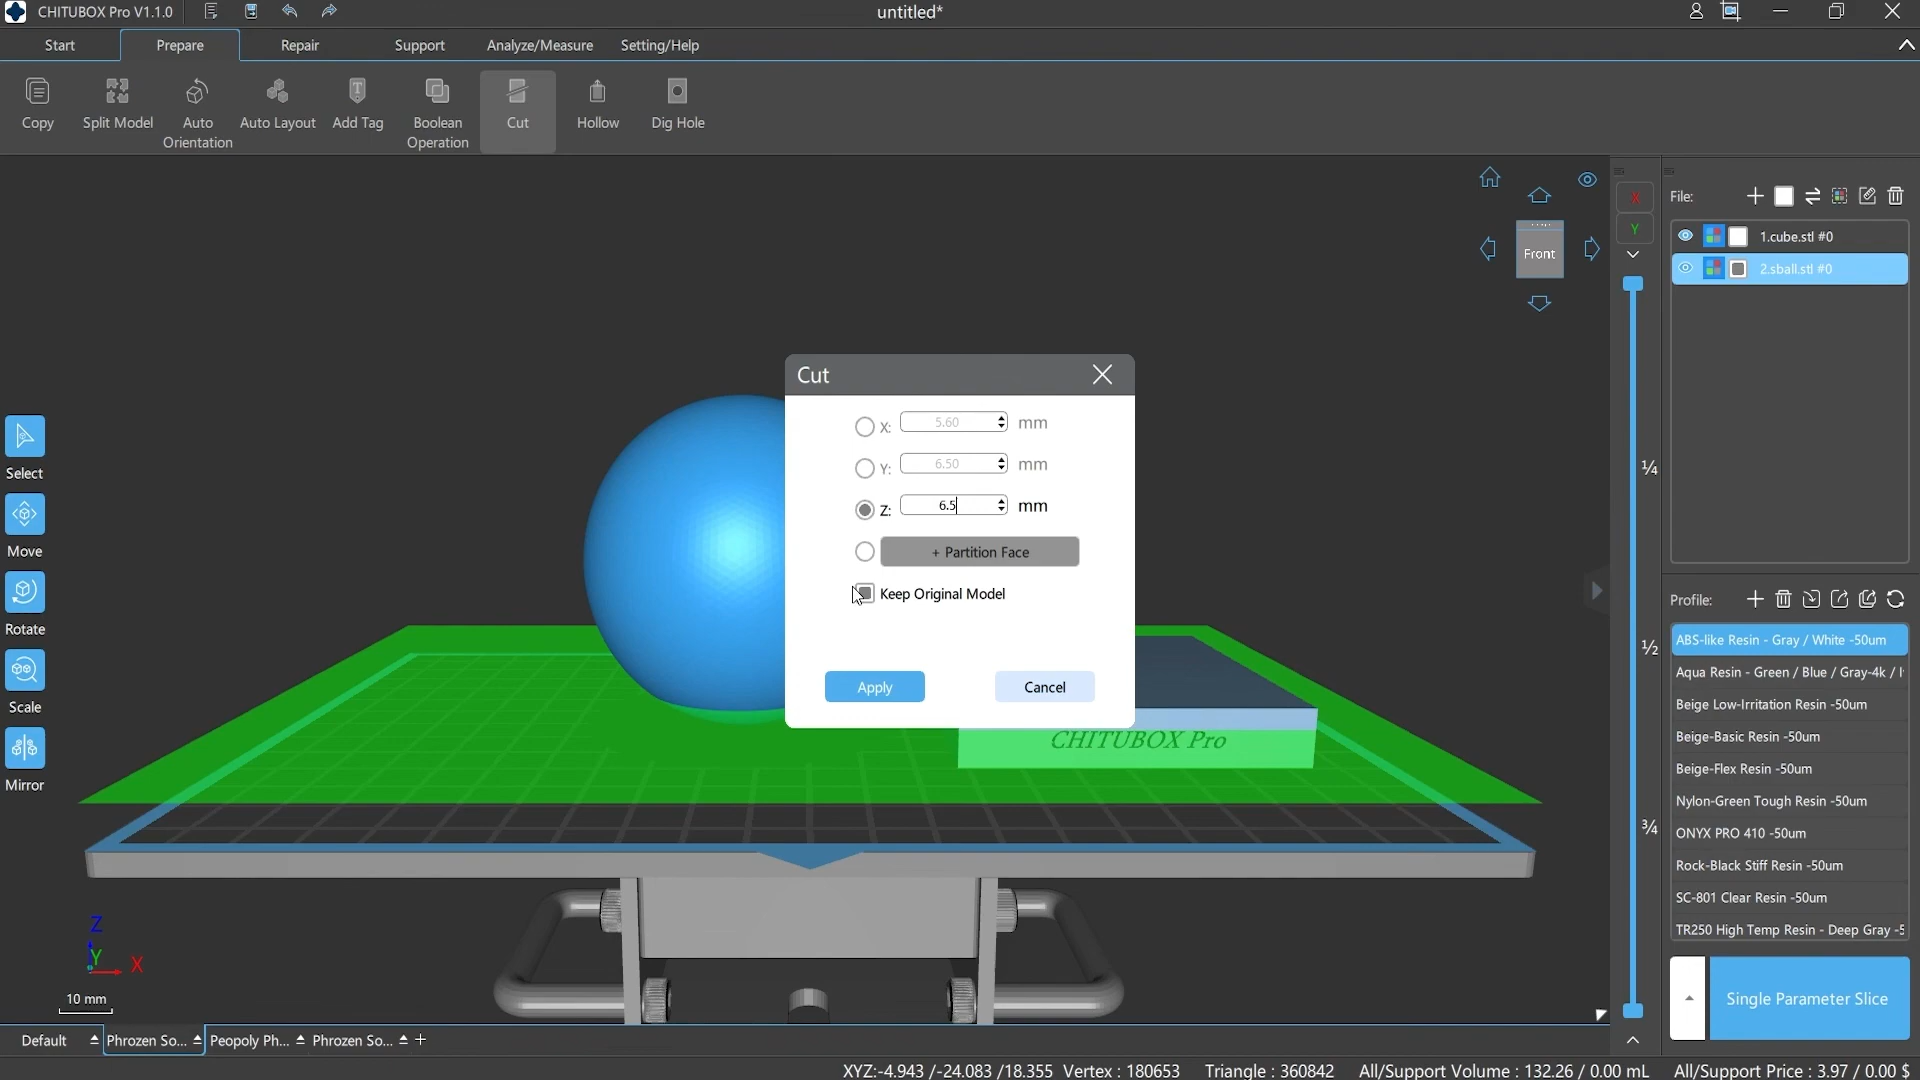 CHITUBOX Pro V1.1.0
untitled*
Start
Prepare
Repair
Support
Analyze/Measure
Setting/Help
Copy
Split Model
Auto
Orientation
Auto Layout
Add Tag
Boolean
Operation
Cut
Hollow
Dig Hole
Front
X
Y
File:
1.cube.stl #0
2.sball.stl #0
Cut
X: 5.60 mm
Y: 6.50 mm
Z: 6.5 mm
+ Partition Face
Keep Original Model
Apply
Cancel
Select
Move
Rotate
Scale
Mirror
CHITUBOX Pro
¼
½
¾
Profile:
ABS-like Resin - Gray / White -50um
Aqua Resin - Green / Blue / Gray-4k /
Beige Low-Irritation Resin -50um
Beige-Basic Resin -50um
Beige-Flex Resin -50um
Nylon-Green Tough Resin -50um
ONYX PRO 410 -50um
Rock-Black Stiff Resin -50um
SC-801 Clear Resin -50um
TR250 High Temp Resin - Deep Gray -5
Single Parameter Slice
Z
Y
X
10 mm
Default
Phrozen So...
Peopoly Ph...
Phrozen So...
+
XYZ:-4.943 /-24.083 /18.355 Vertex : 180653 Triangle : 360842 All/Support Volume : 132.26 / 0.00 mL All/Support Price : 3.97 / 0.00 $